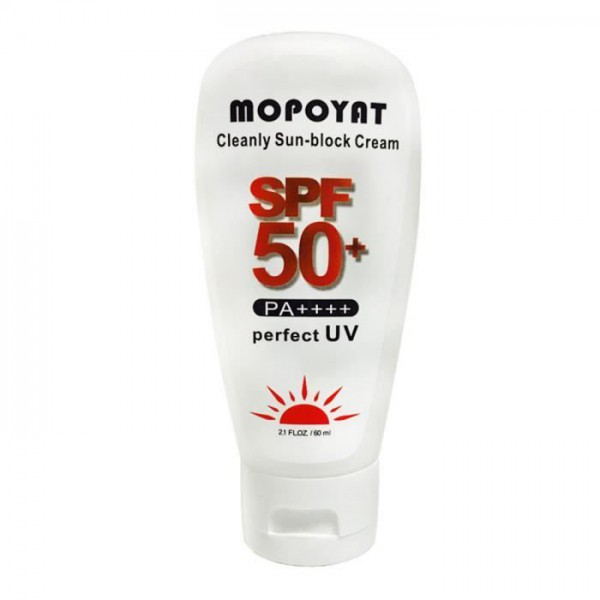 MOPOYAT
Cleanly Sun-block Cream
SPF
50+
PA++++
perfect UV
2.1 FL.OZ. / 60 ml